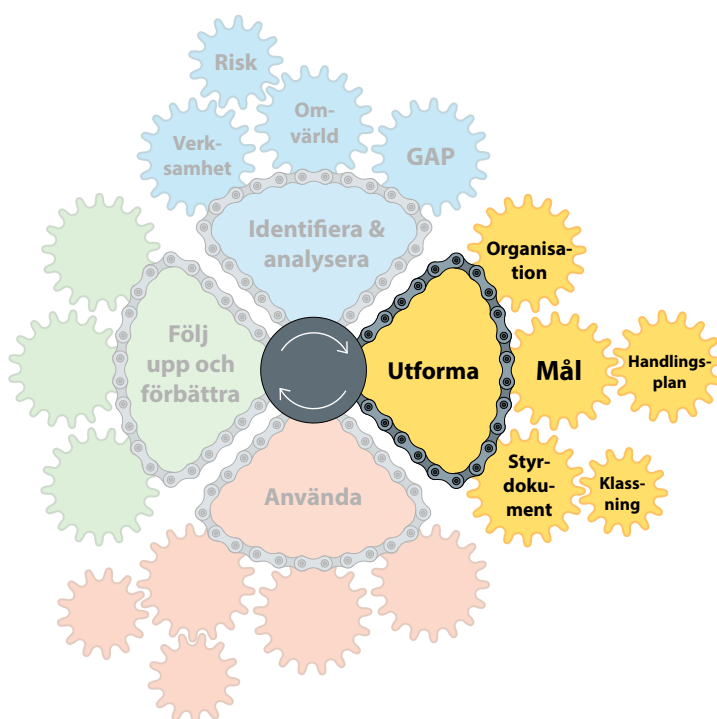 Risk
Om-
värld
Verk-
samhet
GAP
Identifiera &
analysera
Organisa-
tion
Följ
upp och
förbättra
Utforma
Mål
Handlings-
plan
Styr-
doku-
ment
Klass-
ning
Använda